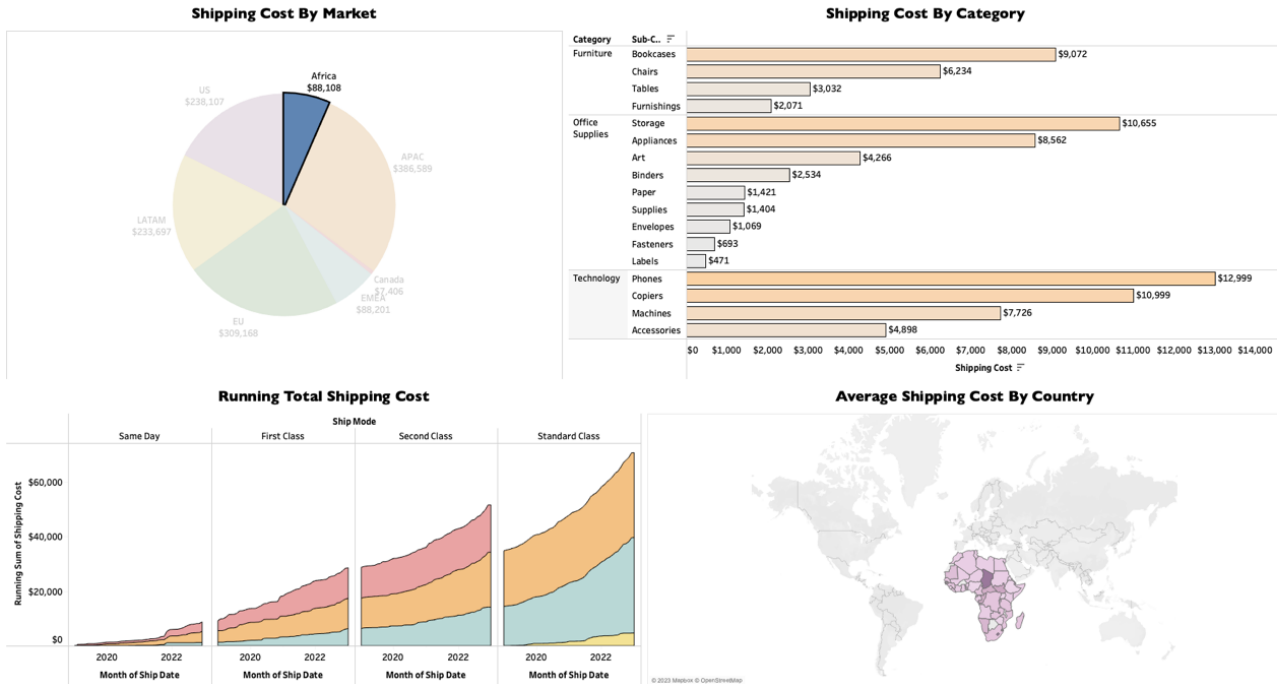 Shipping Cost By Market
Africa
$88,108
US
$238,107
APAC
$386,589
LATAM
$233,697
Canada
$7,406
EMEA
$88,201
EU
$309,168
Shipping Cost By Category
Category Sub-C..
Furniture Bookcases $9,072
Chairs $6,234
Tables $3,032
Furnishings $2,071
Office Supplies Storage $10,655
Appliances $8,562
Art $4,266
Binders $2,534
Paper $1,421
Supplies $1,404
Envelopes $1,069
Fasteners $693
Labels $471
Technology Phones $12,999
Copiers $10,999
Machines $7,726
Accessories $4,898
$0 $1,000 $2,000 $3,000 $4,000 $5,000 $6,000 $7,000 $8,000 $9,000 $10,000 $11,000 $12,000 $13,000 $14,000
Shipping Cost
Running Total Shipping Cost
Ship Mode
Same Day First Class Second Class Standard Class
Running Sum of Shipping Cost
$60,000
$40,000
$20,000
$0
2020 2022 2020 2022 2020 2022 2020 2022
Month of Ship Date Month of Ship Date Month of Ship Date Month of Ship Date
Average Shipping Cost By Country
© 2023 Mapbox © OpenStreetMap